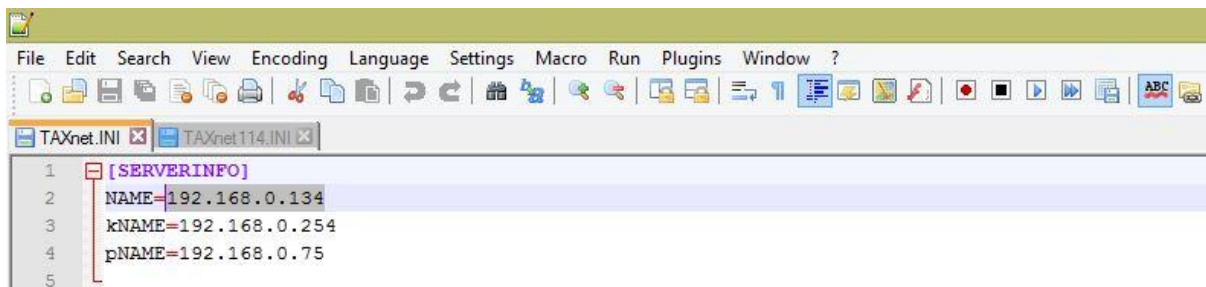 File Edit Search View Encoding Language Settings Macro Run Plugins Window ?
ABC
TAXnet.INI TAXnet114.INI
1 [SERVERINFO]
2 NAME=192.168.0.134
3 kNAME=192.168.0.254
4 pNAME=192.168.0.75
5